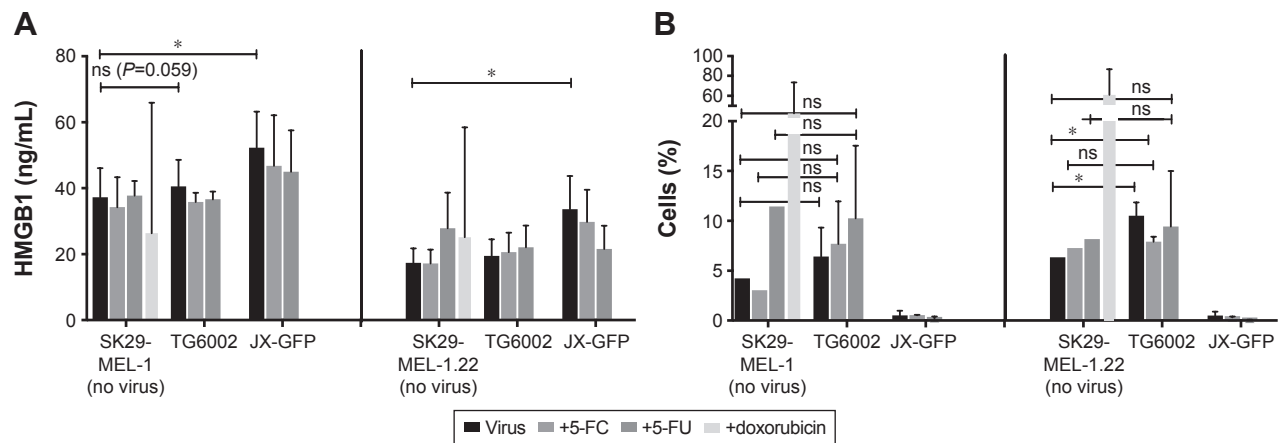 A
HMGB1 (ng/mL)
80
60
40
20
0
*
ns (P=0.059)
*
SK29-
MEL-1
(no virus)
TG6002
JX-GFP
SK29-
MEL-1.22
(no virus)
TG6002
JX-GFP
B
Cells (%)
100
80
60
20
15
10
5
0
ns
ns
ns
ns
ns
ns
ns
*
ns
*
SK29-
MEL-1
(no virus)
TG6002
JX-GFP
SK29-
MEL-1.22
(no virus)
TG6002
JX-GFP
Virus +5-FC +5-FU +doxorubicin